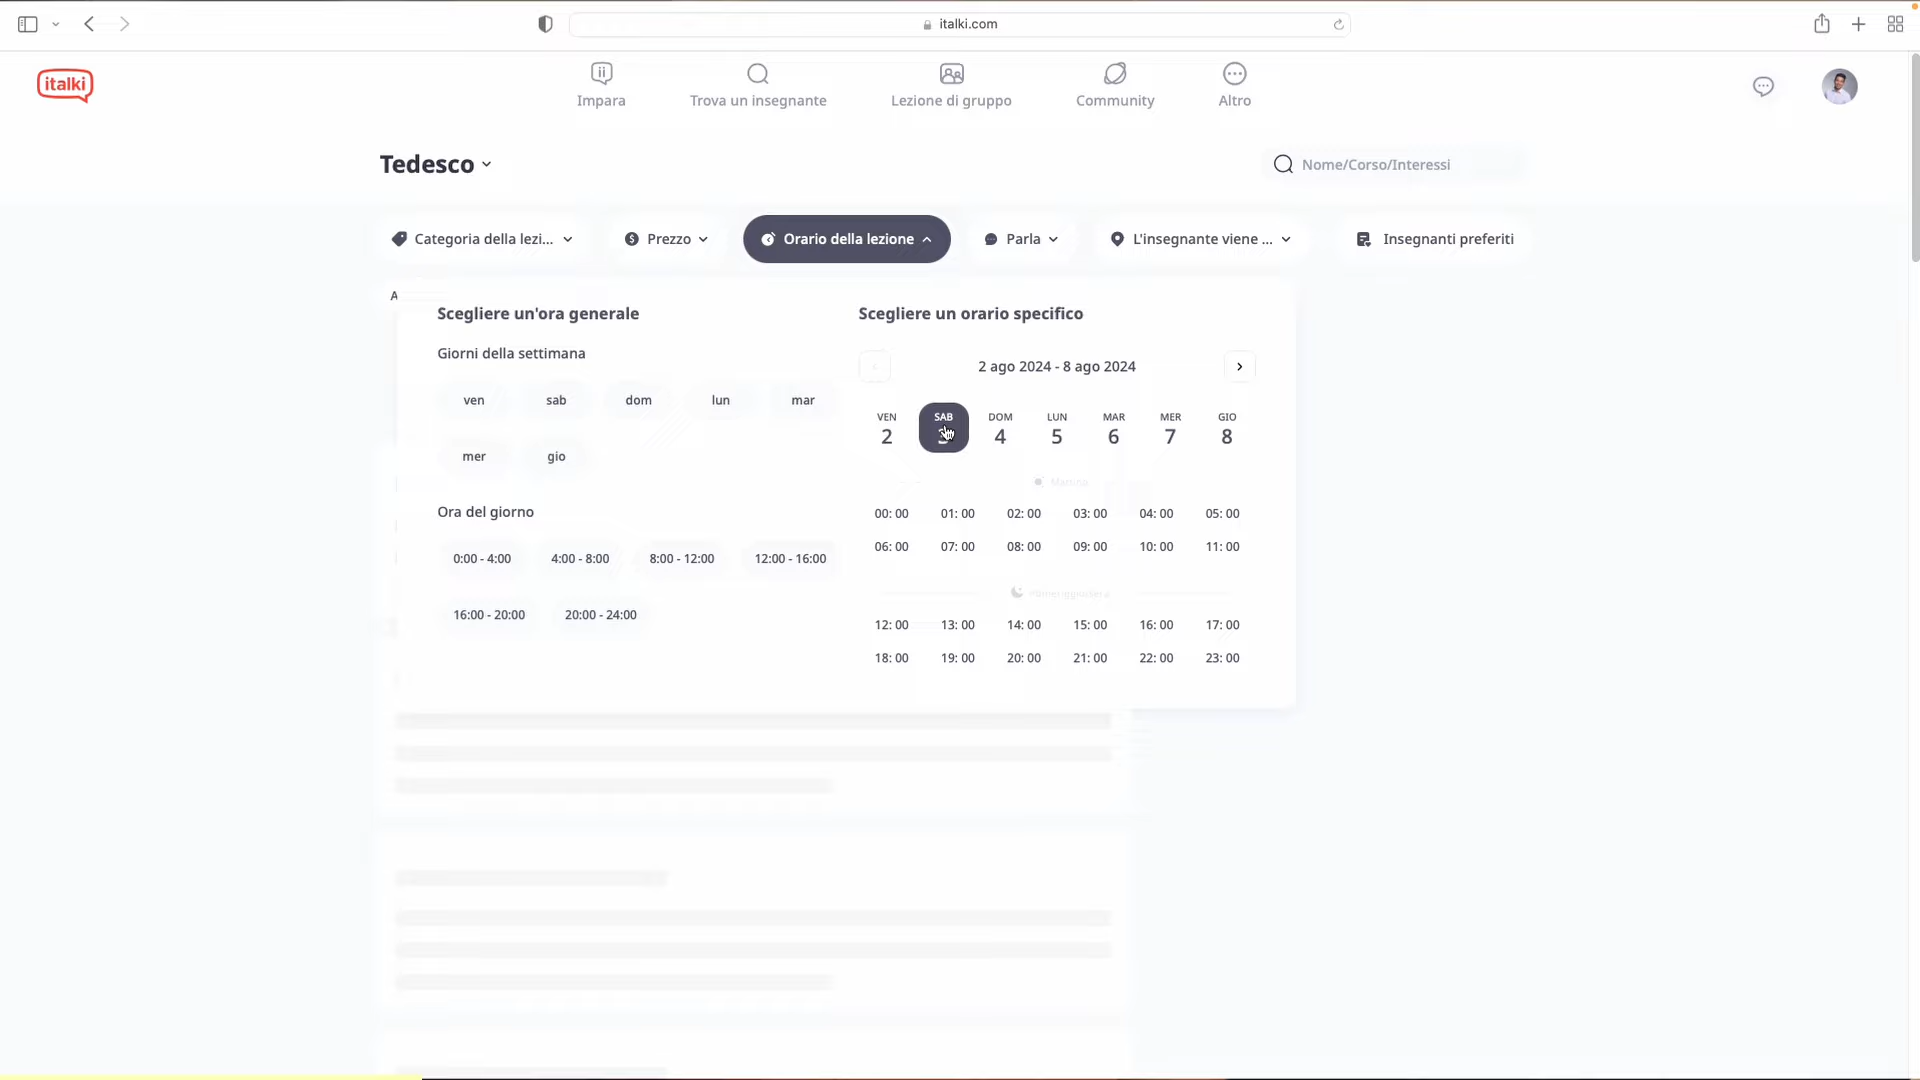 italki.com
italki
Impara
Trova un insegnante
Lezione di gruppo
Community
Altro
Tedesco
Nome/Corso/Interessi
Categoria della lezi...
Prezzo
Orario della lezione
Parla
L'insegnante viene ...
Insegnanti preferiti
A
Scegliere un'ora generale
Giorni della settimana
ven sab dom lun mar
mer gio
Ora del giorno
0:00 - 4:00 4:00 - 8:00 8:00 - 12:00 12:00 - 16:00
16:00 - 20:00 20:00 - 24:00
Scegliere un orario specifico
2 ago 2024 - 8 ago 2024
VEN SAB DOM LUN MAR MER GIO
2 4 5 6 7 8
Mattino
00: 00 01: 00 02: 00 03: 00 04: 00 05: 00
06: 00 07: 00 08: 00 09: 00 10: 00 11: 00
12: 00 13: 00 14: 00 15: 00 16: 00 17: 00
18: 00 19: 00 20: 00 21: 00 22: 00 23: 00